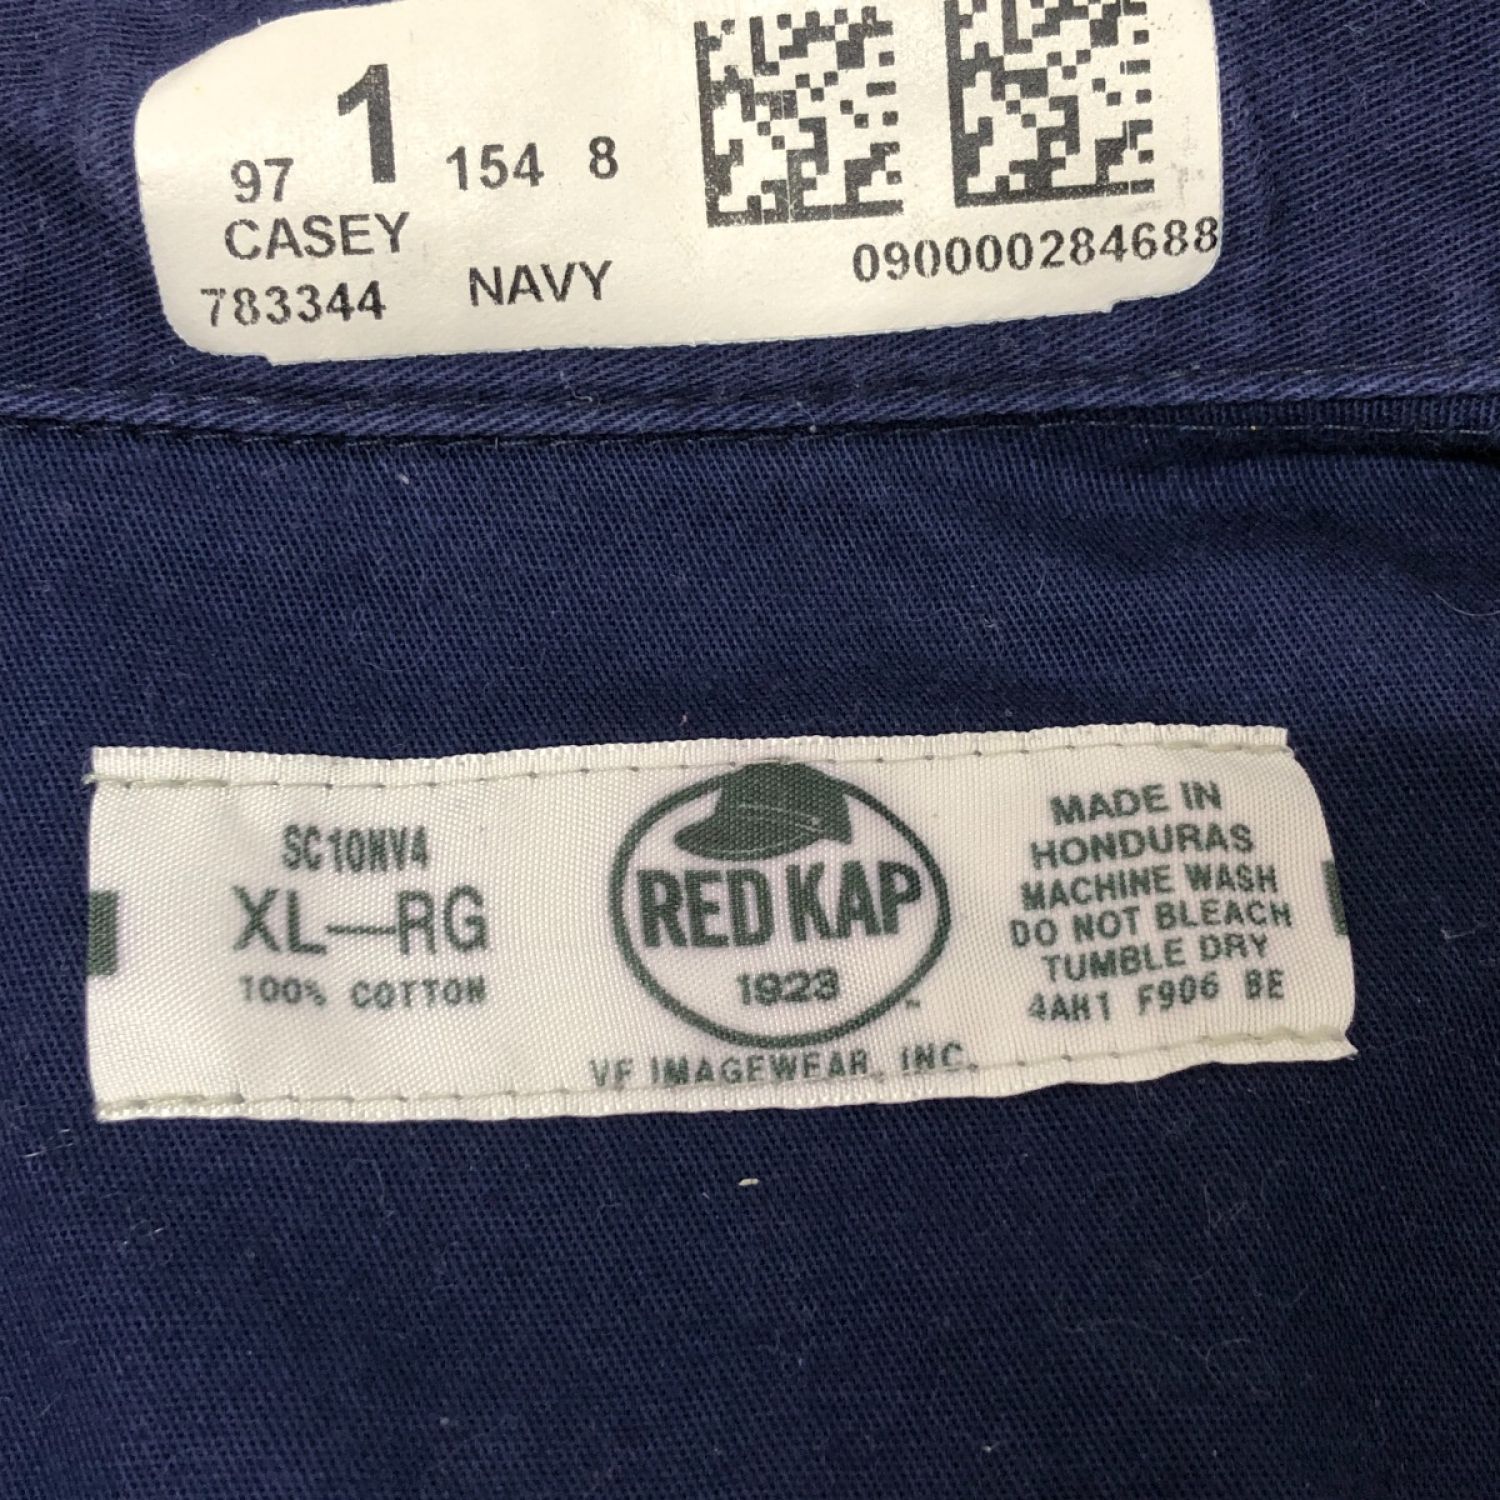 97 1 154 8
CASEY
783344 NAVY
090000284688
SC10NV4
XL—RG
100% COTTON
RED KAP
1923
™
VF IMAGEWEAR, INC.
MADE IN
HONDURAS
MACHINE WASH
DO NOT BLEACH
TUMBLE DRY
4AH1 F906 BE